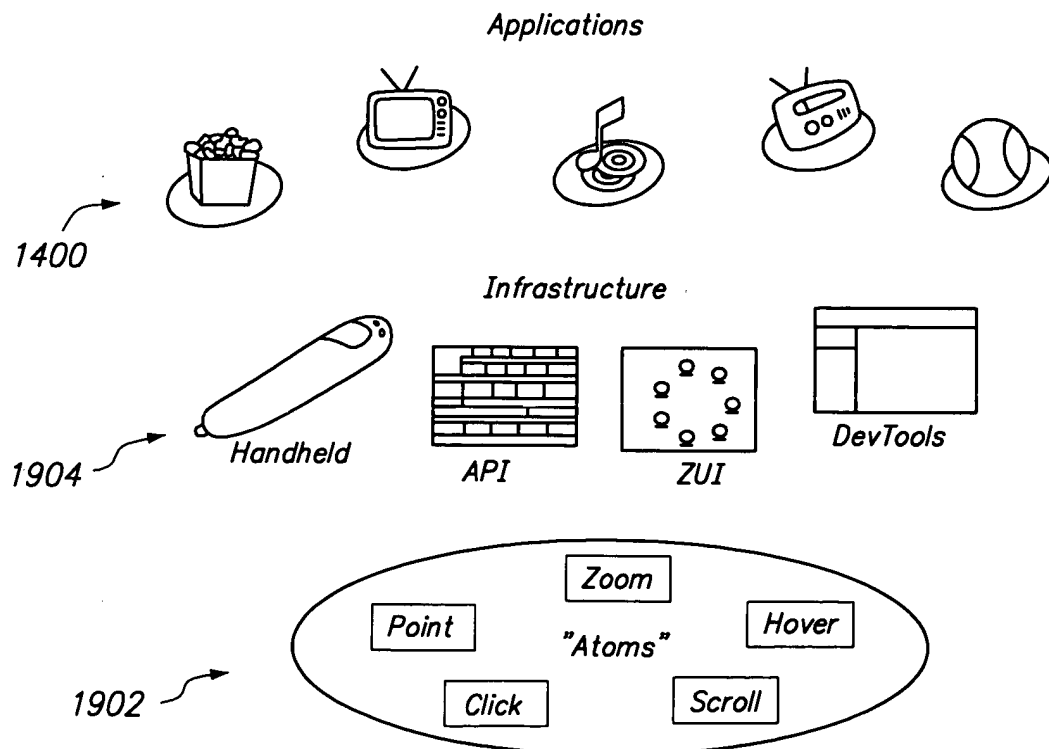 Applications
1400
Infrastructure
1904
Handheld
API
ZUI
DevTools
Zoom
Point
"Atoms"
Hover
1902
Click
Scroll